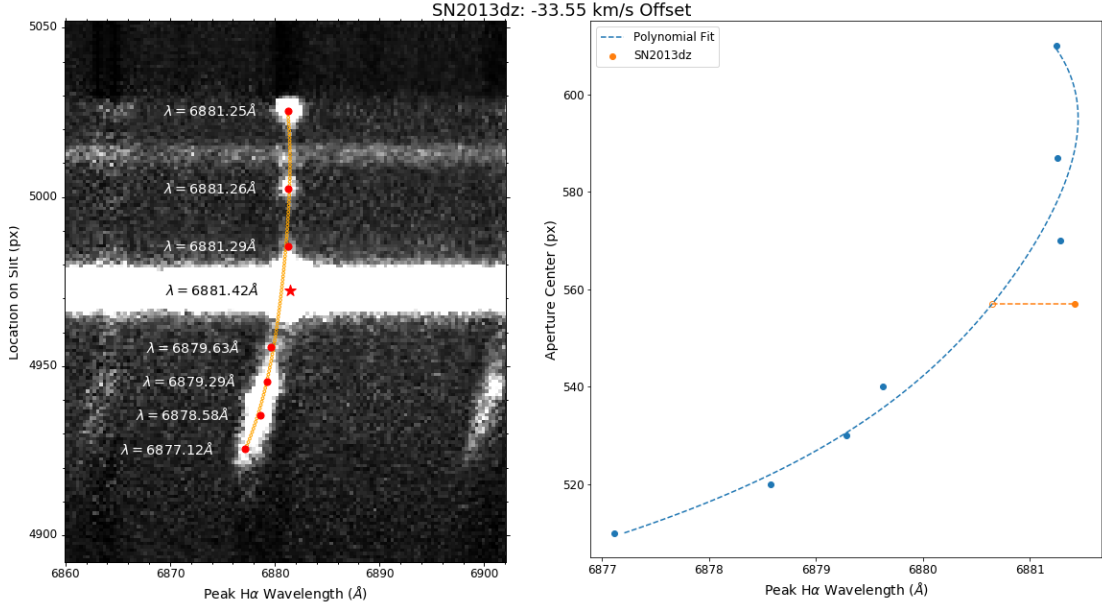 SN2013dz: -33.55 km/s Offset
5050
5000
4950
4900
Location on Slit (px)
λ = 6881.25Å
λ = 6881.26Å
λ = 6881.29Å
λ = 6881.42Å
λ = 6879.63Å
λ = 6879.29Å
λ = 6878.58Å
λ = 6877.12Å
6860 6870 6880 6890 6900
Peak Hα Wavelength (Å)
Polynomial Fit
SN2013dz
600
580
560
540
520
Aperture Center (px)
6877 6878 6879 6880 6881
Peak Hα Wavelength (Å)